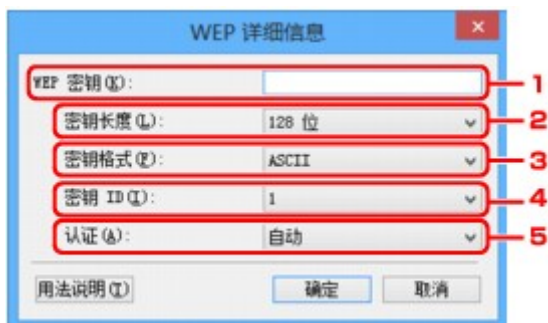 WEP 详细信息
WEP 密钥(K): 1
密钥长度(L): 128 位 2
密钥格式(F): ASCII 3
密钥 ID(I): 1 4
认证(A): 自动 5
用法说明(T) 确定 取消